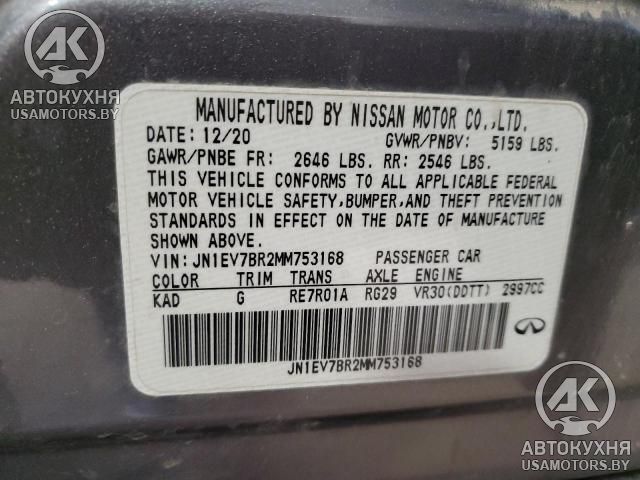 AK
АВТОКУХНЯ
USAMOTORS.BY
MANUFACTURED BY NISSAN MOTOR CO.,LTD.
DATE: 12/20 GVWR/PNBV: 5159 LBS.
GAWR/PNBE FR: 2646 LBS. RR: 2546 LBS.
THIS VEHICLE CONFORMS TO ALL APPLICABLE FEDERAL
MOTOR VEHICLE SAFETY,BUMPER,AND THEFT PREVENTION
STANDARDS IN EFFECT ON THE DATE OF MANUFACTURE
SHOWN ABOVE.
VIN:JN1EV7BR2MM753168 PASSENGER CAR
COLOR TRIM TRANS AXLE ENGINE
KAD G RE7R01A RG29 VR30(DDTT) 2997CC
JN1EV7BR2MM753168
AK
АВТОКУХНЯ
USAMOTORS.BY